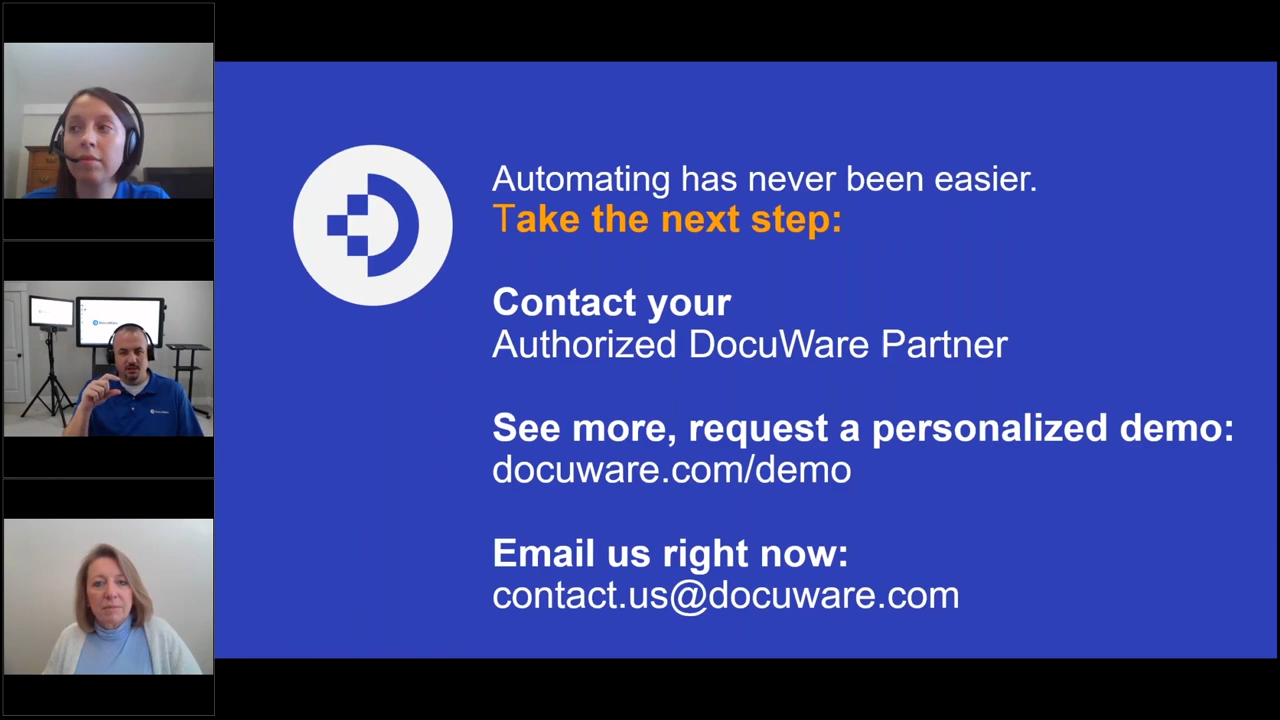 Automating has never been easier.
Take the next step:
Contact your
Authorized DocuWare Partner
See more, request a personalized demo:
docuware.com/demo
Email us right now:
contact.us@docuware.com
DocuWare